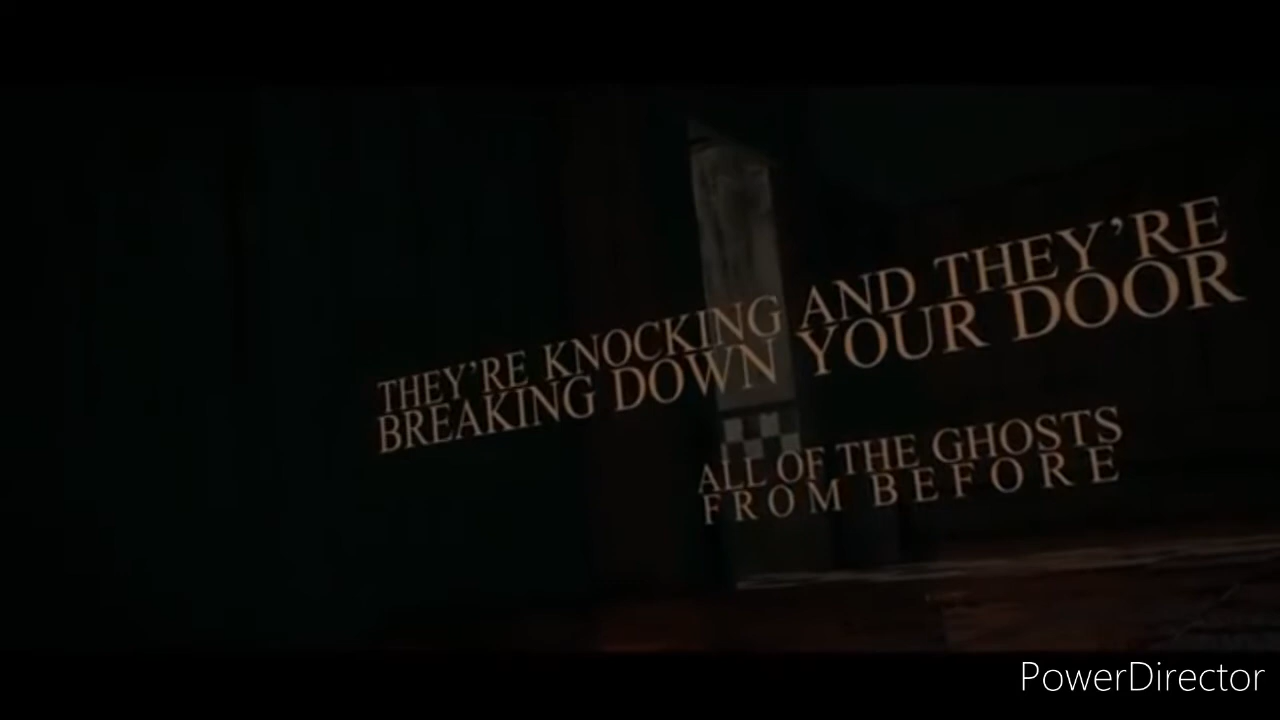 THEY'RE KNOCKING AND THEY'RE
BREAKING DOWN YOUR DOOR
ALL OF THE GHOSTS
FROM BEFORE
PowerDirector